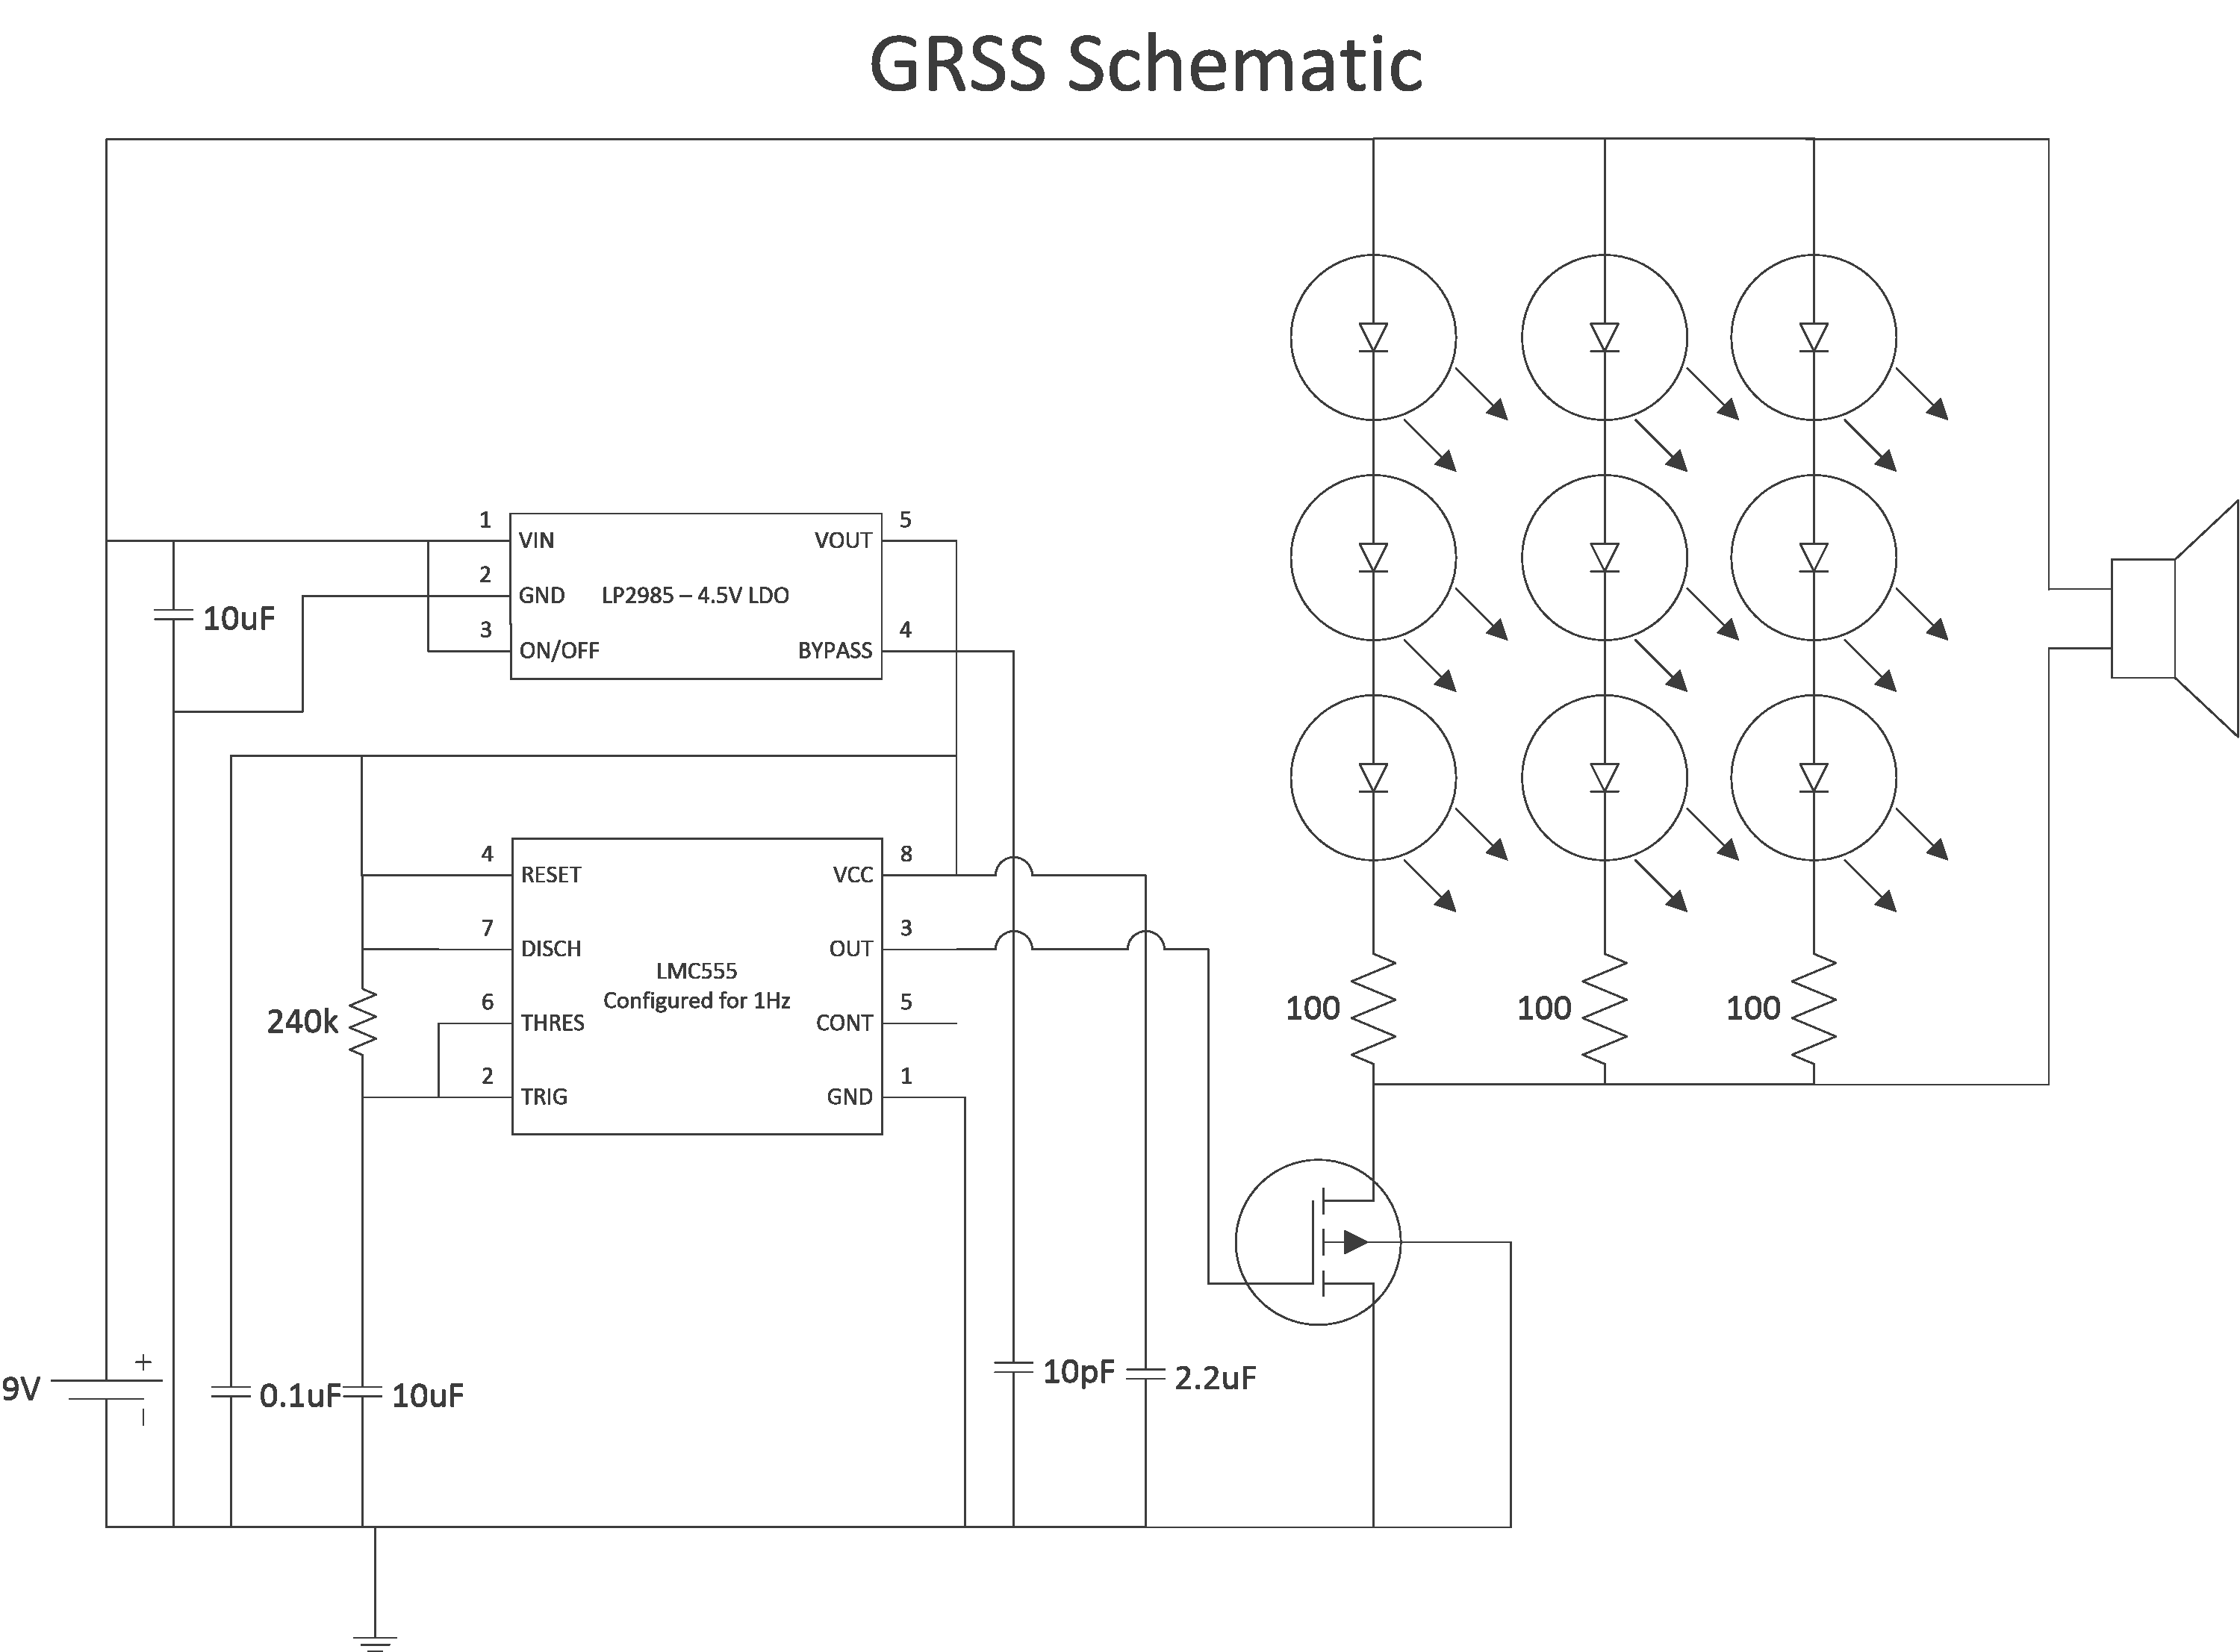 GRSS Schematic
1
VIN
VOUT
5
2
GND
LP2985 – 4.5V LDO
3
ON/OFF
BYPASS
4
10uF
4
RESET
VCC
8
7
DISCH
OUT
3
LMC555
Configured for 1Hz
6
THRES
CONT
5
2
TRIG
GND
1
240k
100
100
100
9V
+
–
0.1uF
10uF
10pF
2.2uF